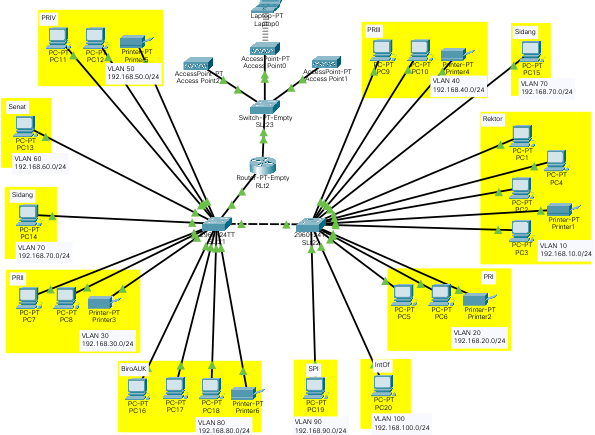 Laptop-PT
Laptop0
PRIV
PC-PT
PC11
PC-PT
PC12
Printer-PT
VLAN 50
192.168.50.0/24
AccessPoint-PT
Access Point0
AccessPoint-PT
Access Point2
AccessPoint-PT
Access Point1
Switch-PT-Empty
Router-PT-Empty
RLt2
PRIII
PC-PT
PC9
PC-PT
PC10
Printer-PT
Printer4
VLAN 40
192.168.40.0/24
Sidang
PC-PT
PC15
VLAN 70
192.168.70.0/24
Senat
PC-PT
PC13
VLAN 60
192.168.60.0/24
Rektor
PC-PT
PC1
PC-PT
PC4
PC-PT
PC2
Printer-PT
Printer1
PC-PT
PC3
VLAN 10
192.168.10.0/24
Sidang
PC-PT
PC14
VLAN 70
192.168.70.0/24
PRII
PC-PT
PC7
PC-PT
PC8
Printer-PT
Printer3
VLAN 30
192.168.30.0/24
PRI
PC-PT
PC5
PC-PT
PC6
Printer-PT
Printer2
VLAN 20
192.168.20.0/24
BiroAUK
PC-PT
PC16
PC-PT
PC17
PC-PT
PC18
Printer-PT
Printer6
VLAN 80
192.168.80.0/24
SPI
PC-PT
PC19
VLAN 90
192.168.90.0/24
IntOf
PC-PT
PC20
VLAN 100
192.168.100.0/24